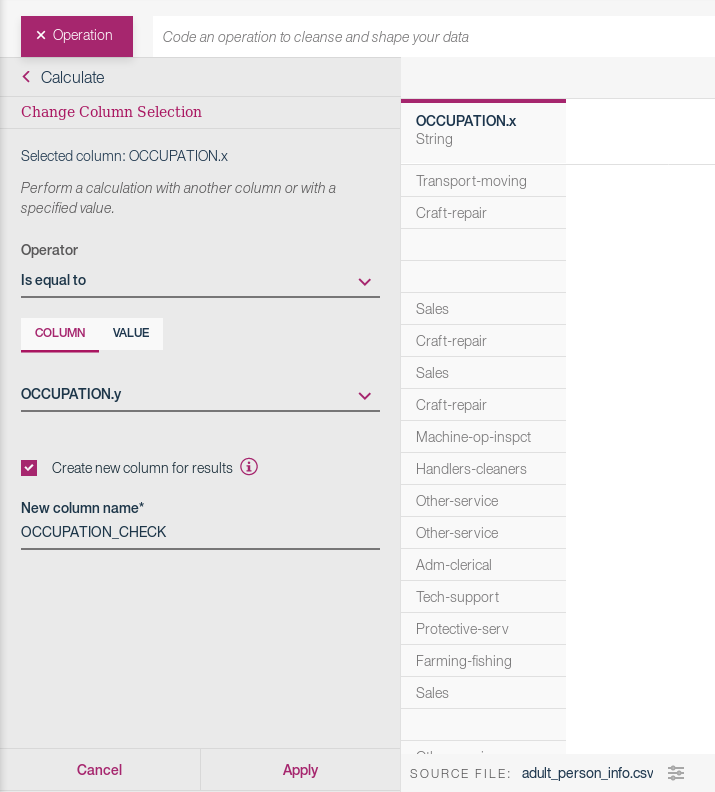 × Operation
Code an operation to cleanse and shape your data
Calculate
Change Column Selection
Selected column: OCCUPATION.x
Perform a calculation with another column or with a
specified value.
Operator
Is equal to
COLUMN VALUE
OCCUPATION.y
Create new column for results
New column name*
OCCUPATION_CHECK
Cancel Apply
OCCUPATION.x
String
Transport-moving
Craft-repair
Sales
Craft-repair
Sales
Craft-repair
Machine-op-inspct
Handlers-cleaners
Other-service
Other-service
Adm-clerical
Tech-support
Protective-serv
Farming-fishing
Sales
SOURCE FILE: adult_person_info.csv